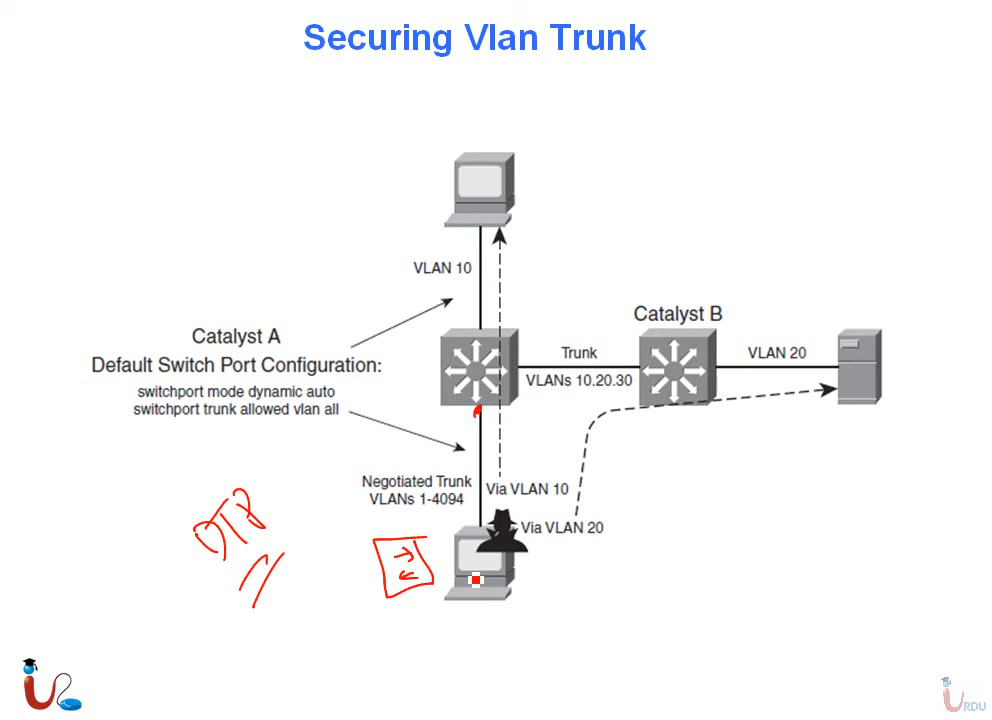 Securing Vlan Trunk
VLAN 10
Catalyst A
Default Switch Port Configuration:
switchport mode dynamic auto
switchport trunk allowed vlan all
Catalyst B
Trunk
VLANs 10.20.30
VLAN 20
Negotiated Trunk
VLANs 1-4094
Via VLAN 10
Via VLAN 20
DTP
URDU